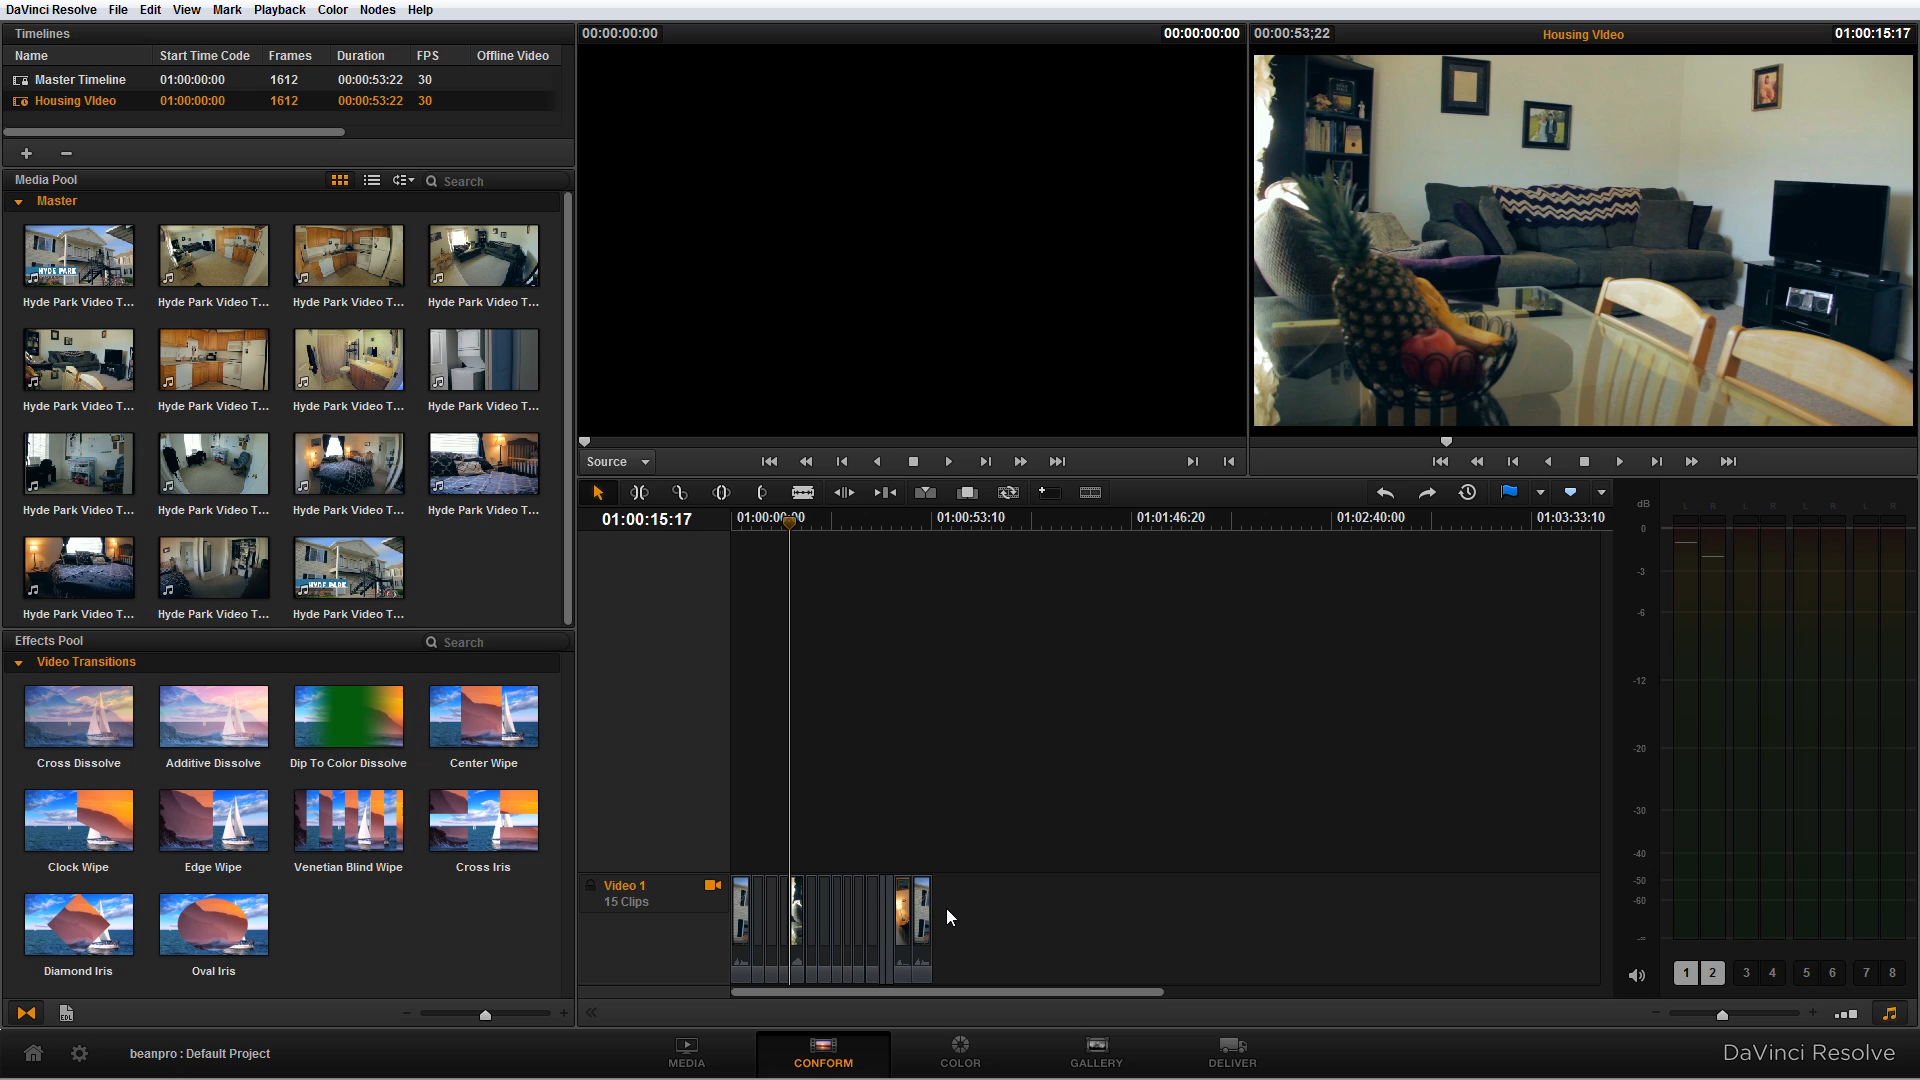 DaVinci Resolve File Edit View Mark Playback Color Nodes Help
Timelines
Name Start Time Code Frames Duration FPS Offline Video
Master Timeline 01:00:00:00 1612 00:00:53:22 30
Housing VIdeo 01:00:00:00 1612 00:00:53:22 30
Media Pool Search
Master
Hyde Park Video T... Hyde Park Video T... Hyde Park Video T... Hyde Park Video T...
Hyde Park Video T... Hyde Park Video T... Hyde Park Video T... Hyde Park Video T...
Hyde Park Video T... Hyde Park Video T... Hyde Park Video T... Hyde Park Video T...
Hyde Park Video T... Hyde Park Video T... Hyde Park Video T...
HYDE PARK
HYDE PARK
Effects Pool Search
Video Transitions
Cross Dissolve Additive Dissolve Dip To Color Dissolve Center Wipe
Clock Wipe Edge Wipe Venetian Blind Wipe Cross Iris
Diamond Iris Oval Iris
EDL
00:00:00:00 00:00:00:00
Source
00:00:53;22 Housing VIdeo 01:00:15:17
01:00:15:17 01:00:00:00 01:00:53:10 01:01:46:20 01:02:40:00 01:03:33:10
Video 1
15 Clips
dB L R L R L R L R
0
-3
-6
-12
-20
-30
-40
-50
-60
-∞
1 2 3 4 5 6 7 8
beanpro : Default Project
MEDIA CONFORM COLOR GALLERY DELIVER
DaVinci Resolve